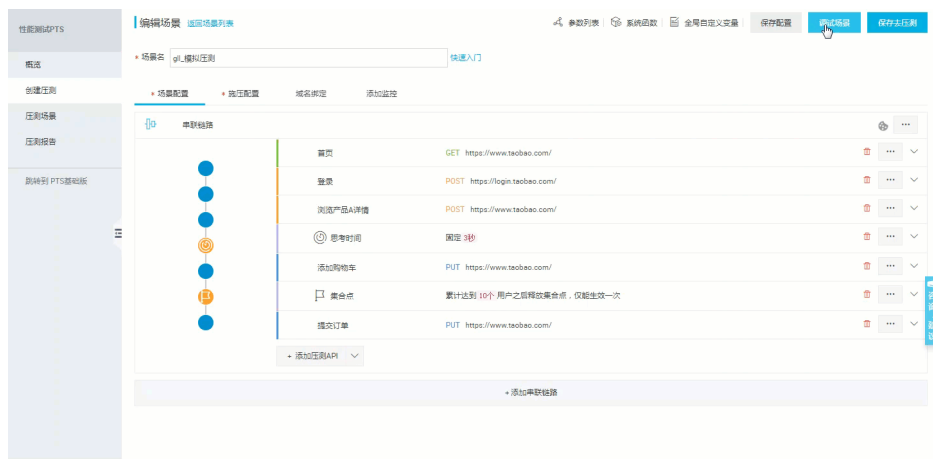 性能测试PTS
编辑场景 返回场景列表 参数列表 系统函数 全局自定义变量 保存配置 调试场景 保存去压测
概览
* 场景名 gll_模拟压测 快速入门
创建压测
* 场景配置 * 施压配置 域名绑定 添加监控
压测场景
压测报告
串联链路
首页 GET https://www.taobao.com/
登录 POST https://login.taobao.com/
跳转到 PTS基础版
浏览产品A详情 POST https://www.taobao.com/
思考时间 固定 3秒
添加购物车 PUT https://www.taobao.com/
集合点 累计达到 10个 用户之后释放集合点，仅能生效一次
提交订单 PUT https://www.taobao.com/
+ 添加压测API
+ 添加串联链路